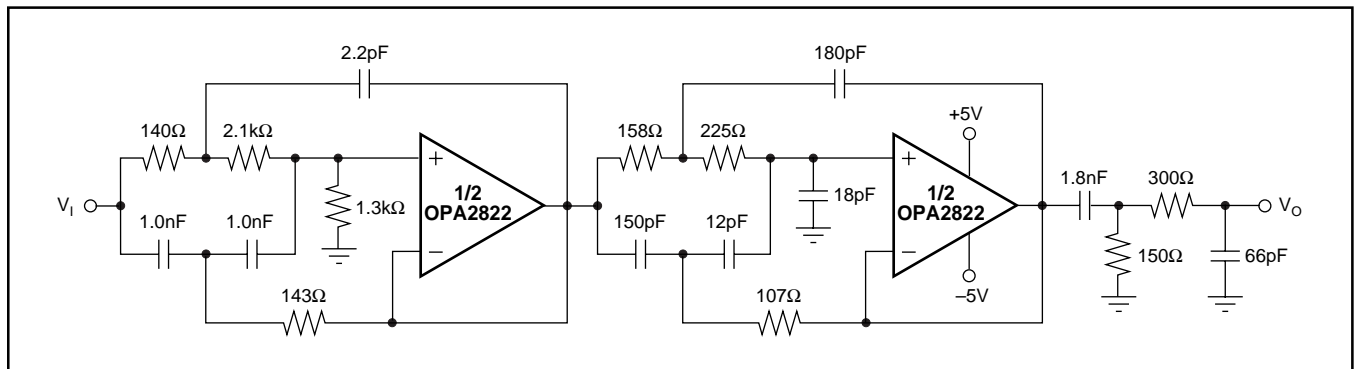 2.2pF
180pF
+5V
140Ω
2.1kΩ
158Ω
225Ω
+
+
1.8nF
300Ω
1/2
OPA2822
1/2
OPA2822
V_I
1.3kΩ
18pF
V_O
1.0nF
1.0nF
150pF
12pF
–
–
150Ω
66pF
–5V
143Ω
107Ω